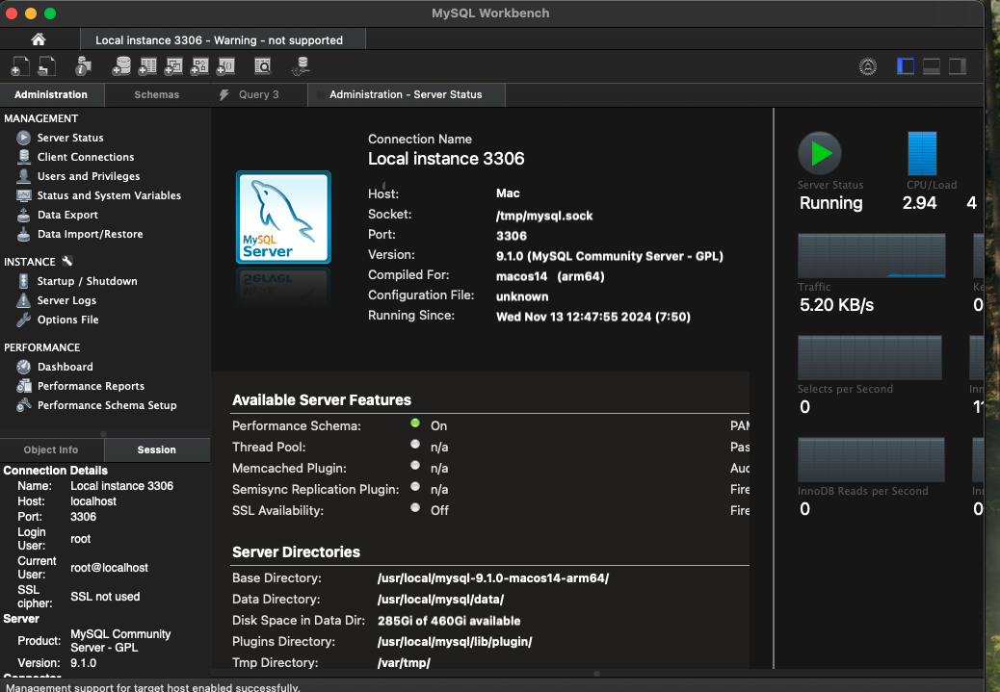 MySQL Workbench
Local instance 3306 - Warning - not supported
Administration
Schemas
Query 3
Administration - Server Status
MANAGEMENT
Server Status
Client Connections
Users and Privileges
Status and System Variables
Data Export
Data Import/Restore
INSTANCE
Startup / Shutdown
Server Logs
Options File
PERFORMANCE
Dashboard
Performance Reports
Performance Schema Setup
Object Info
Session
Connection Details
Name: Local instance 3306
Host: localhost
Port: 3306
Login User: root
Current User: root@localhost
SSL cipher: SSL not used
Server
Product: MySQL Community Server - GPL
Version: 9.1.0
Connector
Management support for target host enabled successfully.
MySQL Server
Connection Name
Local instance 3306
Host: Mac
Socket: /tmp/mysql.sock
Port: 3306
Version: 9.1.0 (MySQL Community Server - GPL)
Compiled For: macos14 (arm64)
Configuration File: unknown
Running Since: Wed Nov 13 12:47:55 2024 (7:50)
Available Server Features
Performance Schema: On PAM
Thread Pool: n/a Pas
Memcached Plugin: n/a Aud
Semisync Replication Plugin: n/a Fire
SSL Availability: Off Fire
Server Directories
Base Directory: /usr/local/mysql-9.1.0-macos14-arm64/
Data Directory: /usr/local/mysql/data/
Disk Space in Data Dir: 285Gi of 460Gi available
Plugins Directory: /usr/local/mysql/lib/plugin/
Tmp Directory: /var/tmp/
Server Status CPU/Load
Running 2.94 4
Traffic Ke
5.20 KB/s 0
Selects per Second Inn
0 11
InnoDB Reads per Second Inn
0 0